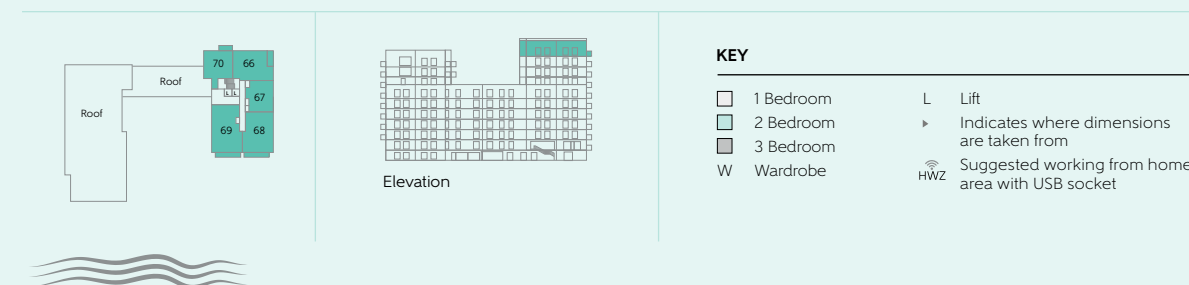 70 66
Roof
67
Roof
L L
69 68
Elevation
KEY
1 Bedroom
2 Bedroom
3 Bedroom
W Wardrobe
L Lift
Indicates where dimensions
are taken from
HWZ Suggested working from home
area with USB socket